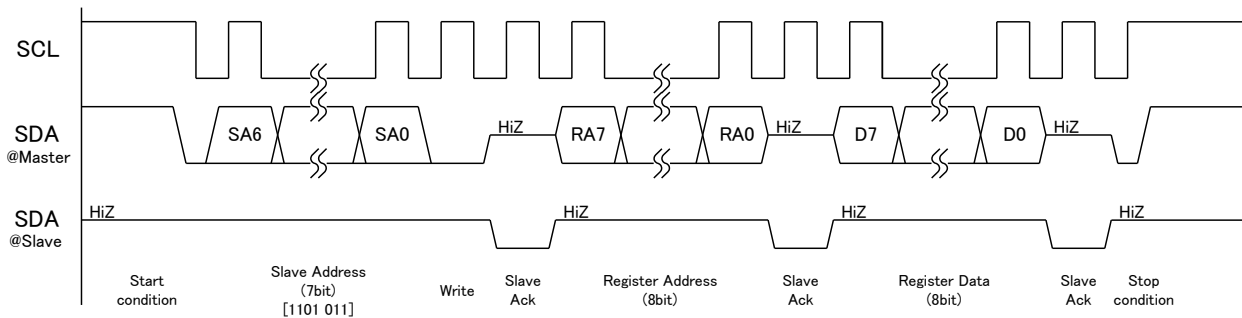 SCL
SDA
@Master
SA6
SA0
HiZ
RA7
RA0
HiZ
D7
D0
HiZ
SDA
@Slave
HiZ
HiZ
HiZ
HiZ
Start
condition
Slave Address
(7bit)
[1101 011]
Write
Slave
Ack
Register Address
(8bit)
Slave
Ack
Register Data
(8bit)
Slave
Ack
Stop
condition